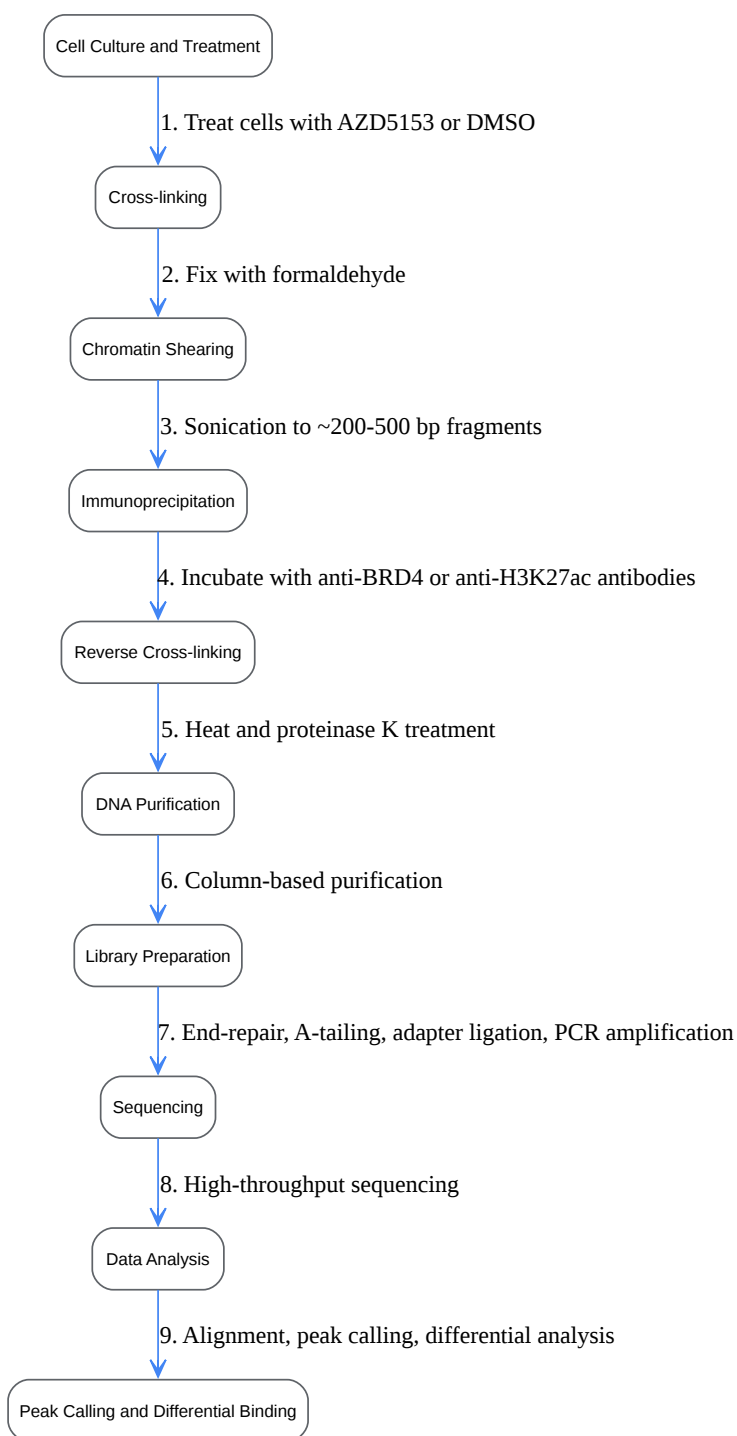 Cell Culture and Treatment
1. Treat cells with AZD5153 or DMSO
Cross-linking
2. Fix with formaldehyde
Chromatin Shearing
3. Sonication to ~200-500 bp fragments
Immunoprecipitation
4. Incubate with anti-BRD4 or anti-H3K27ac antibodies
Reverse Cross-linking
5. Heat and proteinase K treatment
DNA Purification
6. Column-based purification
Library Preparation
7. End-repair, A-tailing, adapter ligation, PCR amplification
Sequencing
8. High-throughput sequencing
Data Analysis
9. Alignment, peak calling, differential analysis
Peak Calling and Differential Binding